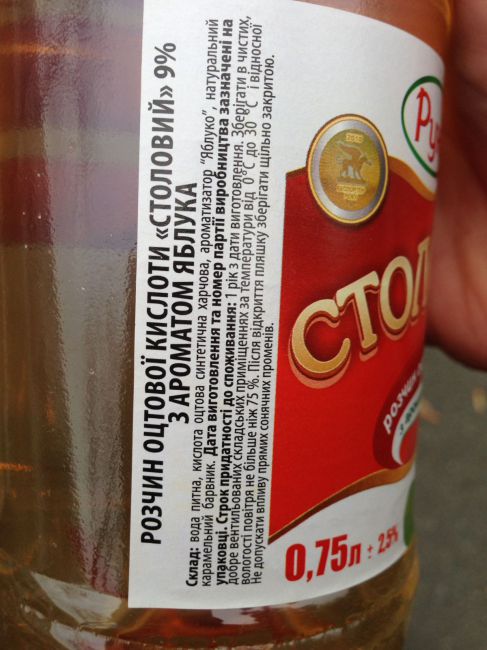 РОЗЧИН ОЦТОВОЇ КИСЛОТИ «СТОЛОВИЙ» 9%
З АРОМАТОМ ЯБЛУКА
Склад: вода питна, кислота оцтова синтетична харчова, ароматизатор "Яблуко", натуральний
карамельний барвник. Дата виготовлення та номер партії виробництва зазначені на
упаковці. Строк придатності до споживання: 1 рік з дати виготовлення. Зберігати в чистих,
добре вентильованих складських приміщеннях за температури від 0°С до 30 °С і відносної
вологості повітря не більше ніж 75 %. Після відкриття пляшку зберігати щільно закритою.
Не допускати впливу прямих сонячних променів.
Ру
СТОЛ
розчин
0,75л ± 2,5%